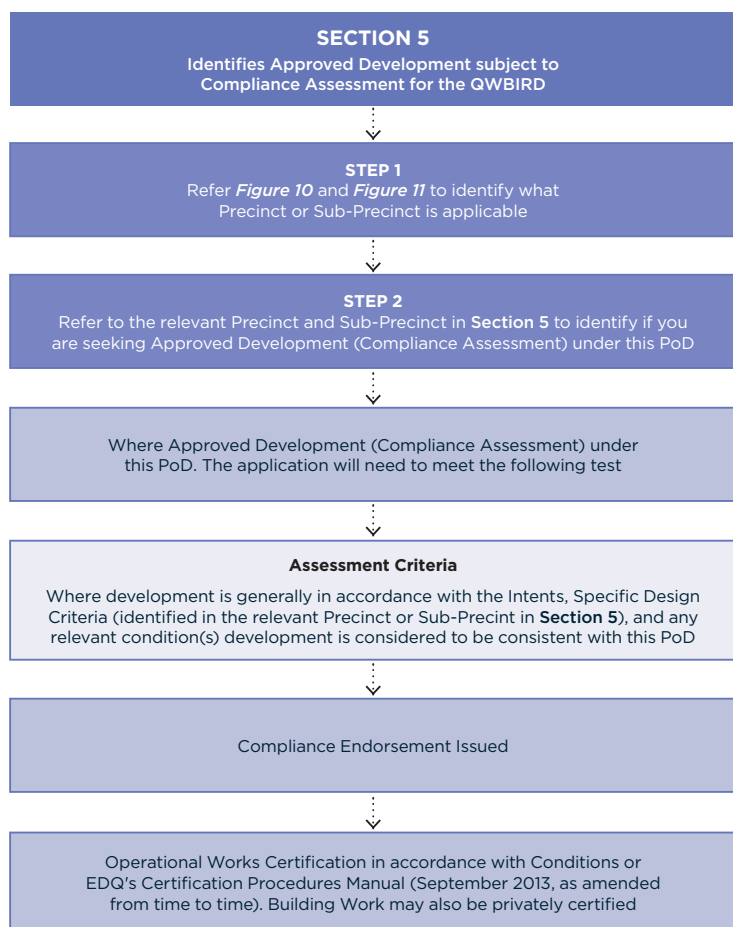 SECTION 5
Identifies Approved Development subject to
Compliance Assessment for the QWBIRD
STEP 1
Refer Figure 10 and Figure 11 to identify what
Precinct or Sub-Precinct is applicable
STEP 2
Refer to the relevant Precinct and Sub-Precinct in Section 5 to identify if you
are seeking Approved Development (Compliance Assessment) under this PoD
Where Approved Development (Compliance Assessment) under
this PoD. The application will need to meet the following test
Assessment Criteria
Where development is generally in accordance with the Intents, Specific Design
Criteria (identified in the relevant Precinct or Sub-Precint in Section 5), and any
relevant condition(s) development is considered to be consistent with this PoD
Compliance Endorsement Issued
Operational Works Certification in accordance with Conditions or
EDQ's Certification Procedures Manual (September 2013, as amended
from time to time). Building Work may also be privately certified